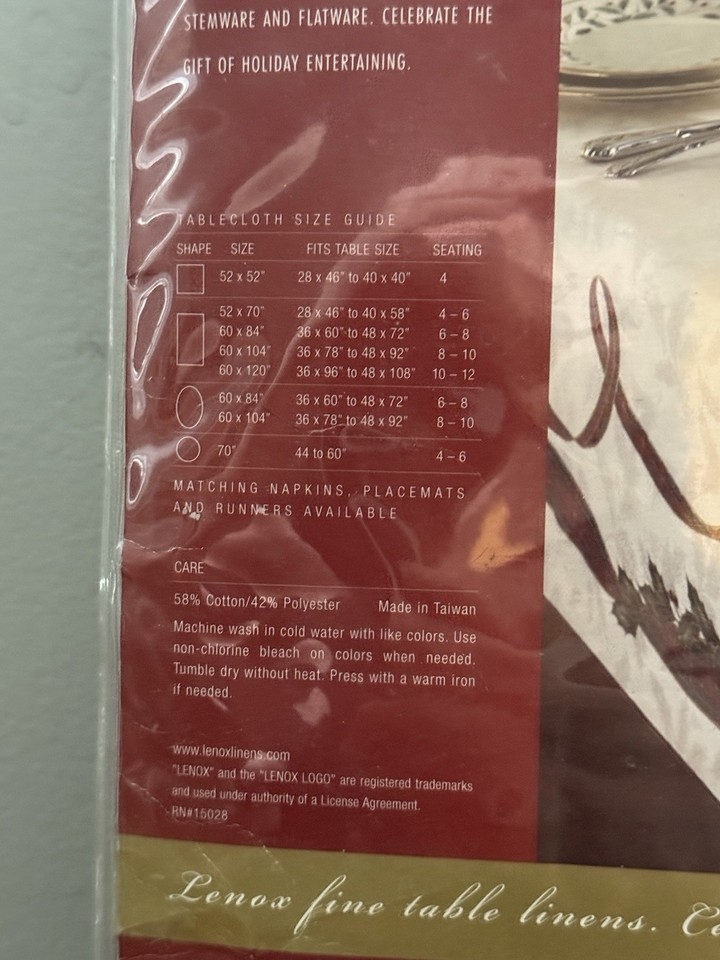 STEMWARE AND FLATWARE. CELEBRATE THE
GIFT OF HOLIDAY ENTERTAINING.
TABLECLOTH SIZE GUIDE
SHAPE SIZE FITS TABLE SIZE SEATING
52 x 52" 28 x 46" to 40 x 40" 4
52 x 70" 28 x 46" to 40 x 58" 4 – 6
60 x 84" 36 x 60" to 48 x 72" 6 – 8
60 x 104" 36 x 78" to 48 x 92" 8 – 10
60 x 120" 36 x 96" to 48 x 108" 10 – 12
60 x 84" 36 x 60" to 48 x 72" 6 – 8
60 x 104" 36 x 78" to 48 x 92" 8 – 10
70" 44 to 60" 4 – 6
MATCHING NAPKINS, PLACEMATS
AND RUNNERS AVAILABLE
CARE
58% Cotton/42% Polyester Made in Taiwan
Machine wash in cold water with like colors. Use
non-chlorine bleach on colors when needed.
Tumble dry without heat. Press with a warm iron
if needed.
www.lenoxlinens.com
"LENOX" and the "LENOX LOGO" are registered trademarks
and used under authority of a License Agreement.
RN#15028
Lenox fine table linens.